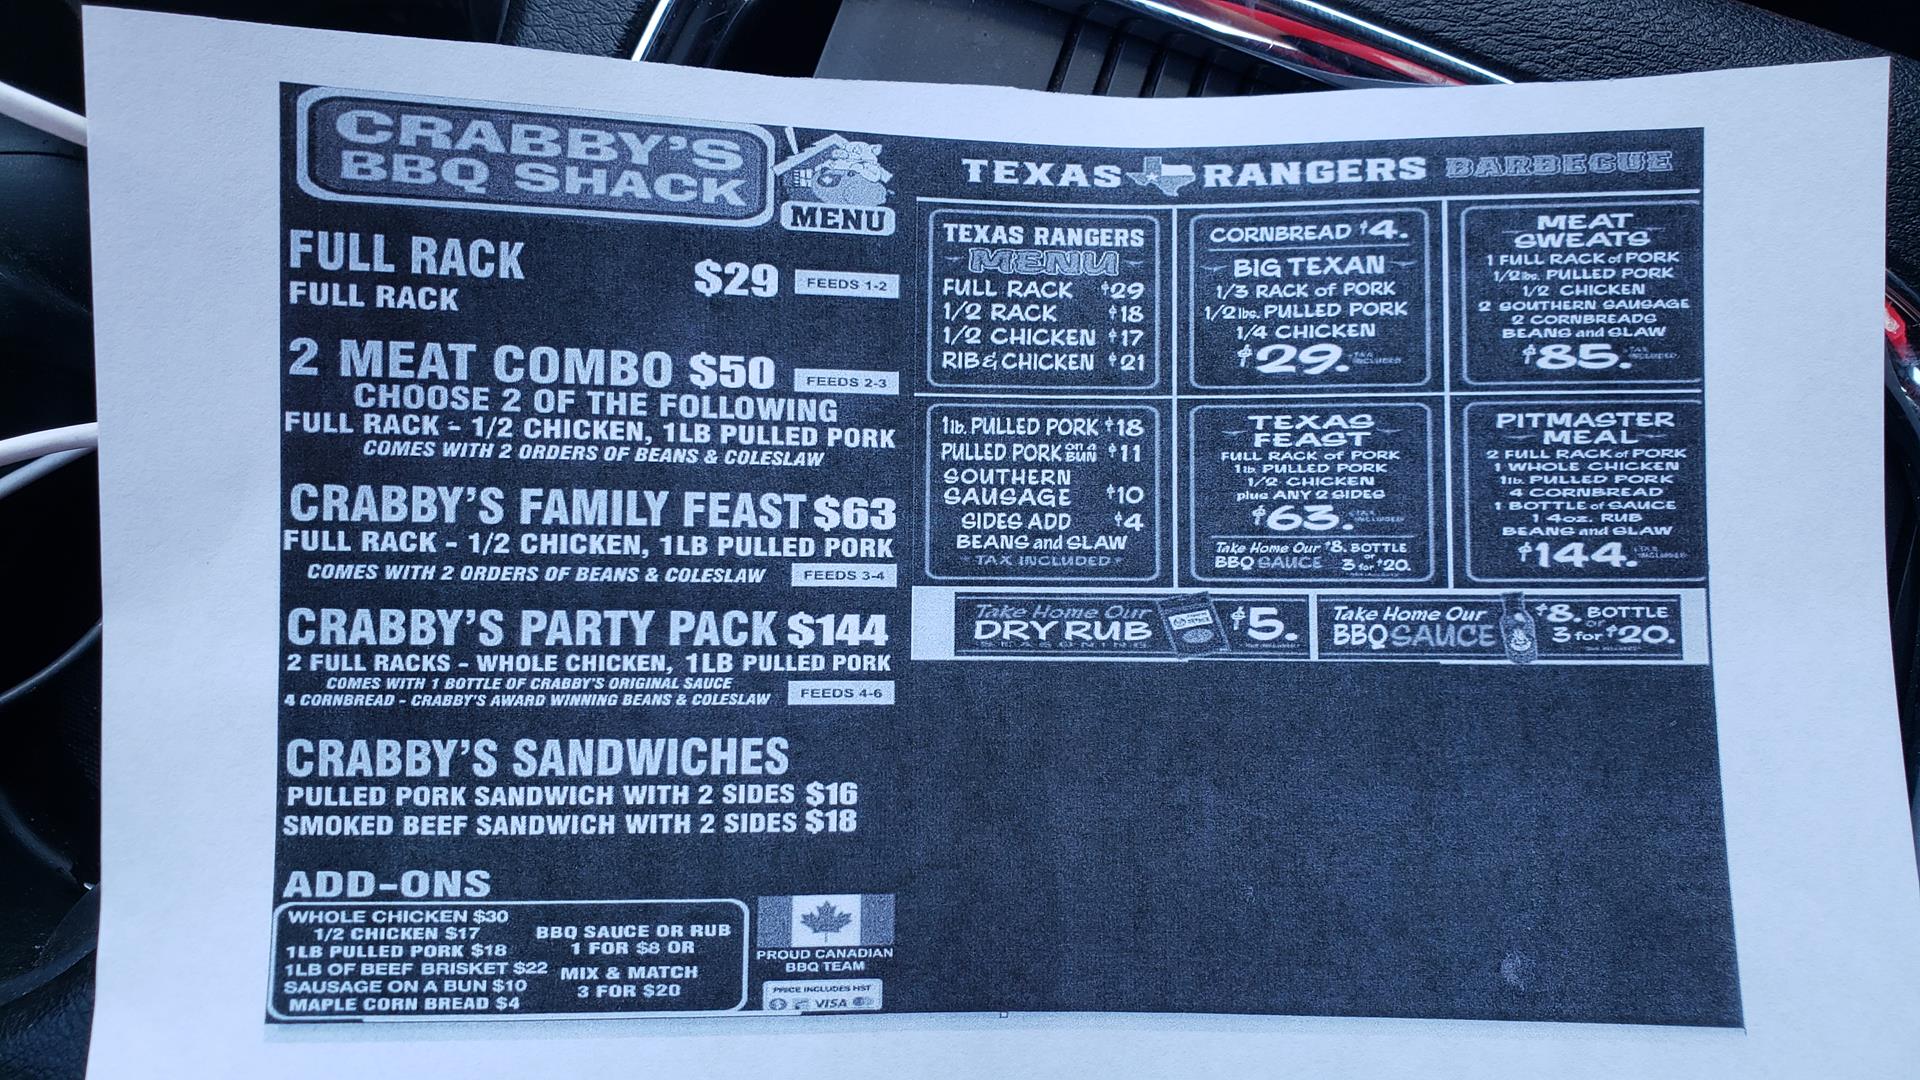 CRABBY'S
BBQ SHACK
MENU
FULL RACK
$29 FEEDS 1-2
FULL RACK
2 MEAT COMBO $50 FEEDS 2-3
CHOOSE 2 OF THE FOLLOWING
FULL RACK - 1/2 CHICKEN, 1LB PULLED PORK
COMES WITH 2 ORDERS OF BEANS & COLESLAW
CRABBY'S FAMILY FEAST $63
FULL RACK - 1/2 CHICKEN, 1LB PULLED PORK
COMES WITH 2 ORDERS OF BEANS & COLESLAW FEEDS 3-4
CRABBY'S PARTY PACK $144
2 FULL RACKS - WHOLE CHICKEN, 1LB PULLED PORK
COMES WITH 1 BOTTLE OF CRABBY'S ORIGINAL SAUCE
4 CORNBREAD - CRABBY'S AWARD WINNING BEANS & COLESLAW FEEDS 4-6
CRABBY'S SANDWICHES
PULLED PORK SANDWICH WITH 2 SIDES $16
SMOKED BEEF SANDWICH WITH 2 SIDES $18
ADD-ONS
WHOLE CHICKEN $30
1/2 CHICKEN $17
1LB PULLED PORK $18
1LB OF BEEF BRISKET $22
SAUSAGE ON A BUN $10
MAPLE CORN BREAD $4
BBQ SAUCE OR RUB
1 FOR $8 OR
MIX & MATCH
3 FOR $20
PROUD CANADIAN
BBQ TEAM
PRICE INCLUDES HST
VISA
TEXAS RANGERS BARBECUE
TEXAS RANGERS
MENU
FULL RACK $29
1/2 RACK $18
1/2 CHICKEN $17
RIB & CHICKEN $21
CORNBREAD $4.
BIG TEXAN
1/3 RACK of PORK
1/2 lbs. PULLED PORK
1/4 CHICKEN
$29. TAX INCLUDED
MEAT
SWEATS
1 FULL RACK of PORK
1/2 lbs. PULLED PORK
1/2 CHICKEN
2 SOUTHERN SAUSAGE
2 CORNBREADS
BEANS and SLAW
$85. TAX INCLUDED
1lb. PULLED PORK $18
PULLED PORK on a BUN $11
SOUTHERN
SAUSAGE $10
SIDES ADD $4
BEANS and SLAW
TAX INCLUDED
TEXAS
FEAST
FULL RACK of PORK
1 lb. PULLED PORK
1/2 CHICKEN
plus ANY 2 SIDES
$63. TAX INCLUDED
Take Home Our $8. BOTTLE
or
BBQ SAUCE 3 for $20.
PITMASTER
MEAL
2 FULL RACK of PORK
1 WHOLE CHICKEN
1lb. PULLED PORK
4 CORNBREAD
1 BOTTLE of SAUCE
1 4oz. RUB
BEANS and SLAW
$144. TAX INCLUDED
Take Home Our
DRY RUB $5.
SEASONING
Take Home Our $8. BOTTLE
or
BBQ SAUCE 3 for $20.